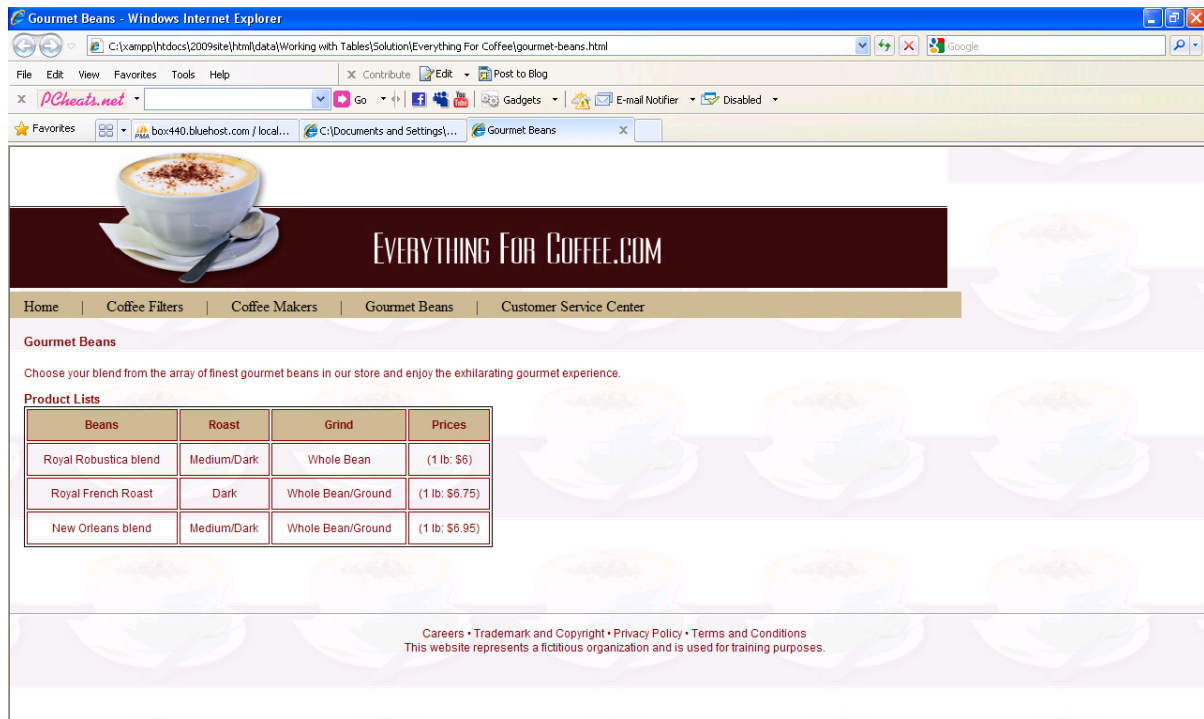 Gourmet Beans - Windows Internet Explorer
C:\xampp\htdocs\2009site\html\data\Working with Tables\Solution\Everything For Coffee\gourmet-beans.html
Google
File Edit View Favorites Tools Help
x Contribute Edit Post to Blog
x PCheats.net Go Gadgets E-mail Notifier Disabled
Favorites box440.bluehost.com / local... C:\Documents and Settings\... Gourmet Beans x
EVERYTHING FOR COFFEE.COM
Home | Coffee Filters | Coffee Makers | Gourmet Beans | Customer Service Center
Gourmet Beans
Choose your blend from the array of finest gourmet beans in our store and enjoy the exhilarating gourmet experience.
Product Lists
Beans Roast Grind Prices
Royal Robustica blend Medium/Dark Whole Bean (1 lb: $6)
Royal French Roast Dark Whole Bean/Ground (1 lb: $6.75)
New Orleans blend Medium/Dark Whole Bean/Ground (1 lb: $6.95)
Careers • Trademark and Copyright • Privacy Policy • Terms and Conditions
This website represents a fictitious organization and is used for training purposes.